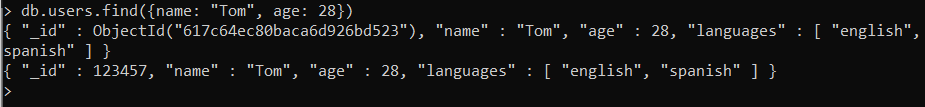 > db.users.find({name: "Tom", age: 28})
{ "_id" : ObjectId("617c64ec80baca6d926bd523"), "name" : "Tom", "age" : 28, "languages" : [ "english",
spanish" ] }
{ "_id" : 123457, "name" : "Tom", "age" : 28, "languages" : [ "english", "spanish" ] }
>